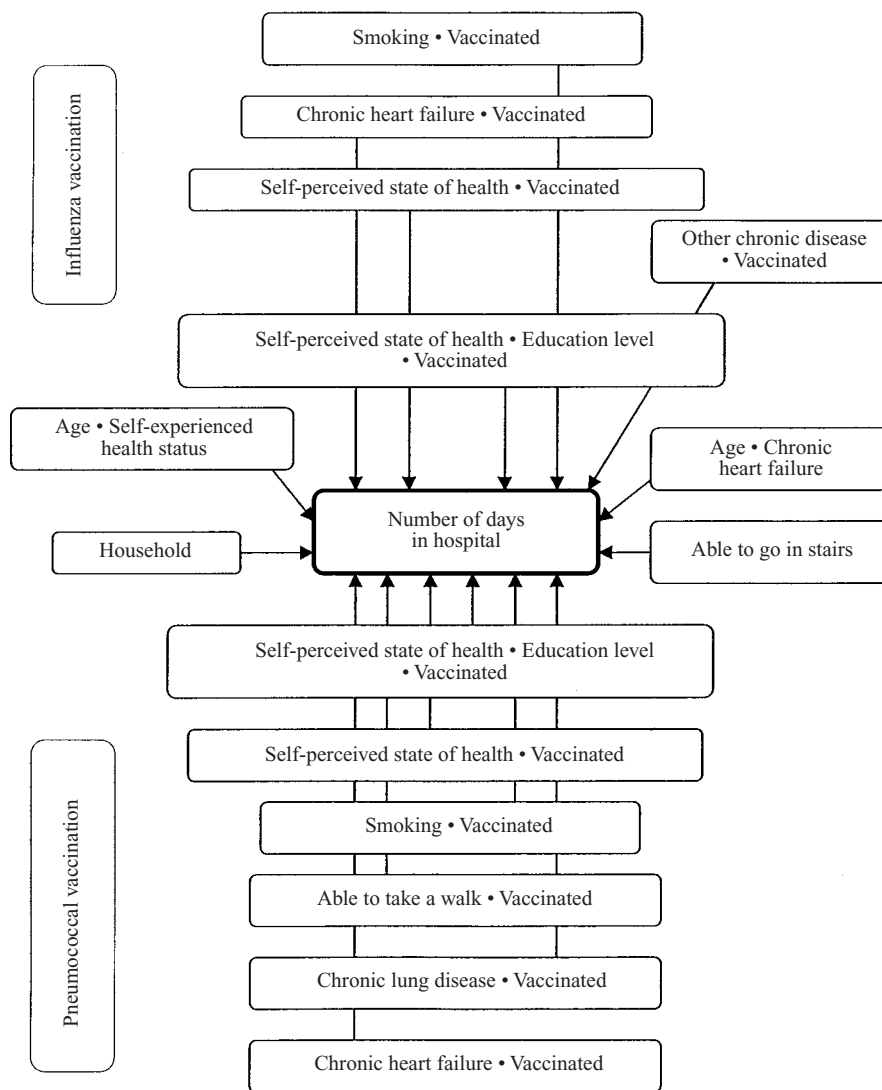 Smoking • Vaccinated
Influenza vaccination
Chronic heart failure • Vaccinated
Self-perceived state of health • Vaccinated
Other chronic disease
• Vaccinated
Self-perceived state of health • Education level
• Vaccinated
Age • Self-experienced
health status
Age • Chronic
heart failure
Number of days
in hospital
Household
Able to go in stairs
Self-perceived state of health • Education level
• Vaccinated
Self-perceived state of health • Vaccinated
Pneumococcal vaccination
Smoking • Vaccinated
Able to take a walk • Vaccinated
Chronic lung disease • Vaccinated
Chronic heart failure • Vaccinated